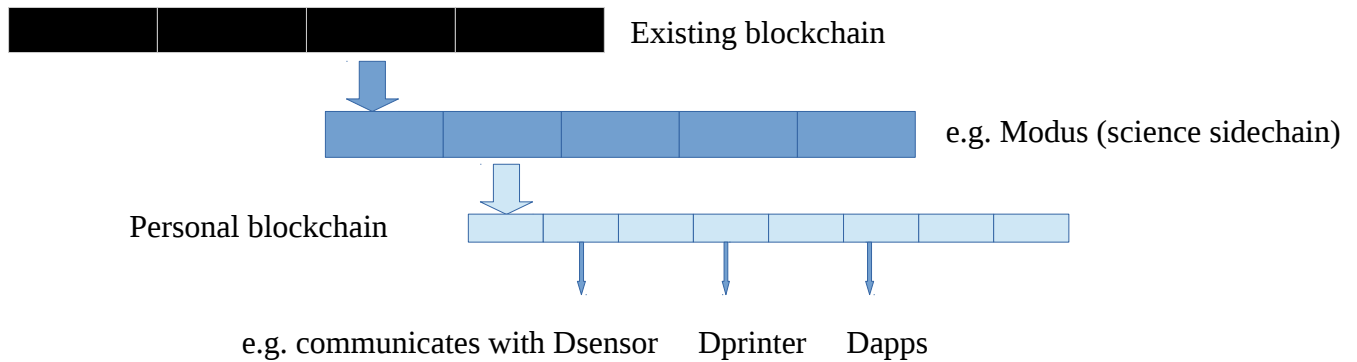 Existing blockchain
e.g. Modus (science sidechain)
Personal blockchain
e.g. communicates with Dsensor Dprinter Dapps